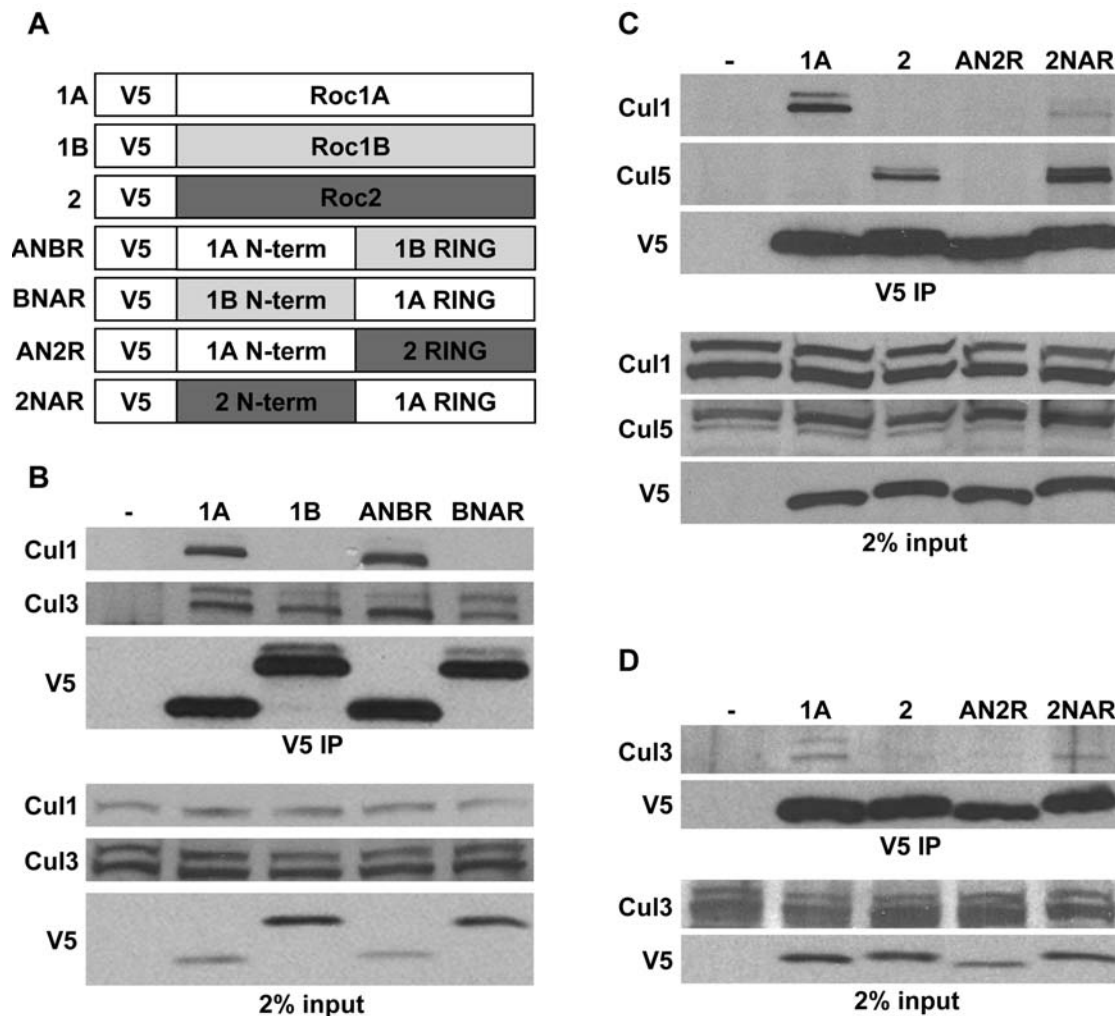 A
1A V5 Roc1A
1B V5 Roc1B
2 V5 Roc2
ANBR V5 1A N-term 1B RING
BNAR V5 1B N-term 1A RING
AN2R V5 1A N-term 2 RING
2NAR V5 2 N-term 1A RING
B
- 1A 1B ANBR BNAR
Cul1
Cul3
V5
V5 IP
Cul1
Cul3
V5
2% input
C
- 1A 2 AN2R 2NAR
Cul1
Cul5
V5
V5 IP
Cul1
Cul5
V5
2% input
D
- 1A 2 AN2R 2NAR
Cul3
V5
V5 IP
Cul3
V5
2% input